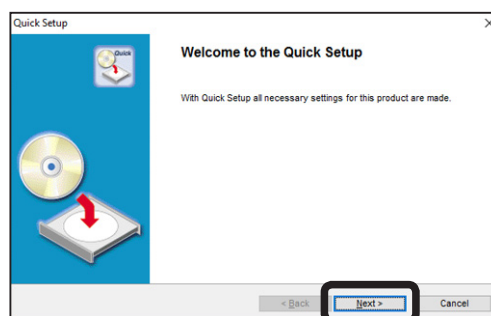 Quick Setup
Quick
Welcome to the Quick Setup
With Quick Setup all necessary settings for this product are made.
< Back
Next >
Cancel